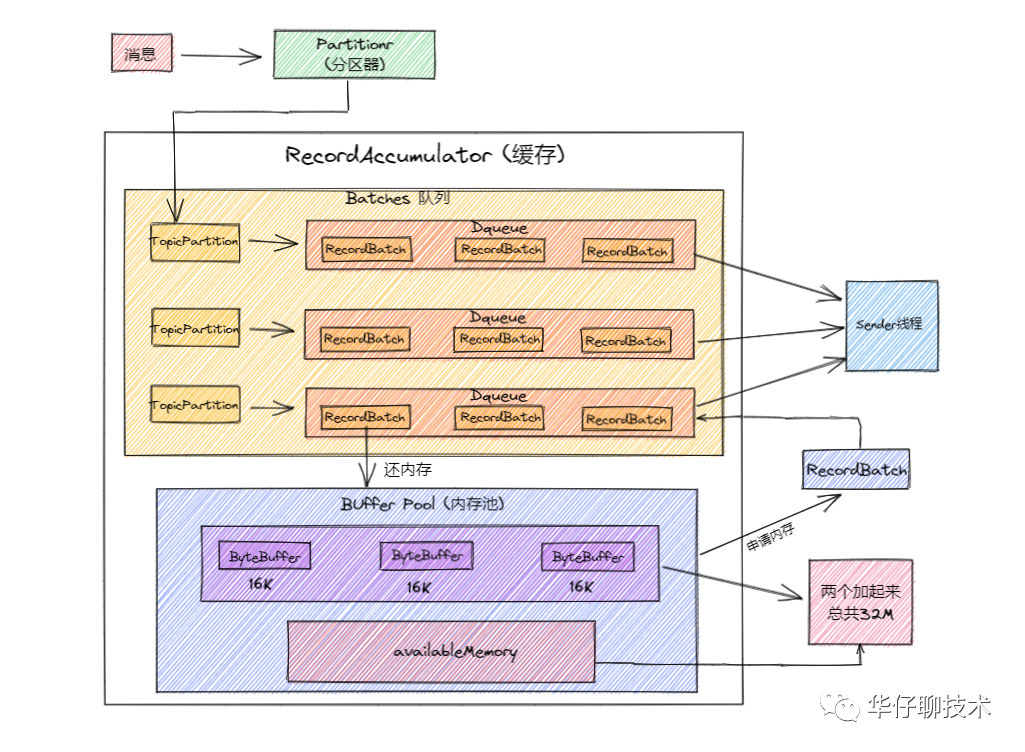 消息
Partitionr
(分区器)
RecordAccumulator (缓存)
Batches 队列
TopicPartition
Dqueue
RecordBatch
RecordBatch
RecordBatch
TopicPartition
Dqueue
RecordBatch
RecordBatch
RecordBatch
Sender线程
TopicPartition
Dqueue
RecordBatch
RecordBatch
RecordBatch
还内存
RecordBatch
BUffer Pool (内存池)
申请内存
ByteBuffer
ByteBuffer
ByteBuffer
16K
16K
16K
两个加起来
总共32M
availableMemory
华仔聊技术